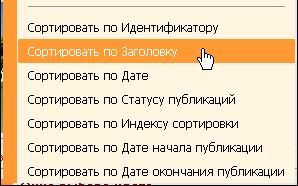 Сортировать по Идентификатору
Сортировать по Заголовку
Сортировать по Дате
Сортировать по Статусу публикаций
Сортировать по Индексу сортировки
Сортировать по Дате начала публикации
Сортировать по Дате окончания публикации